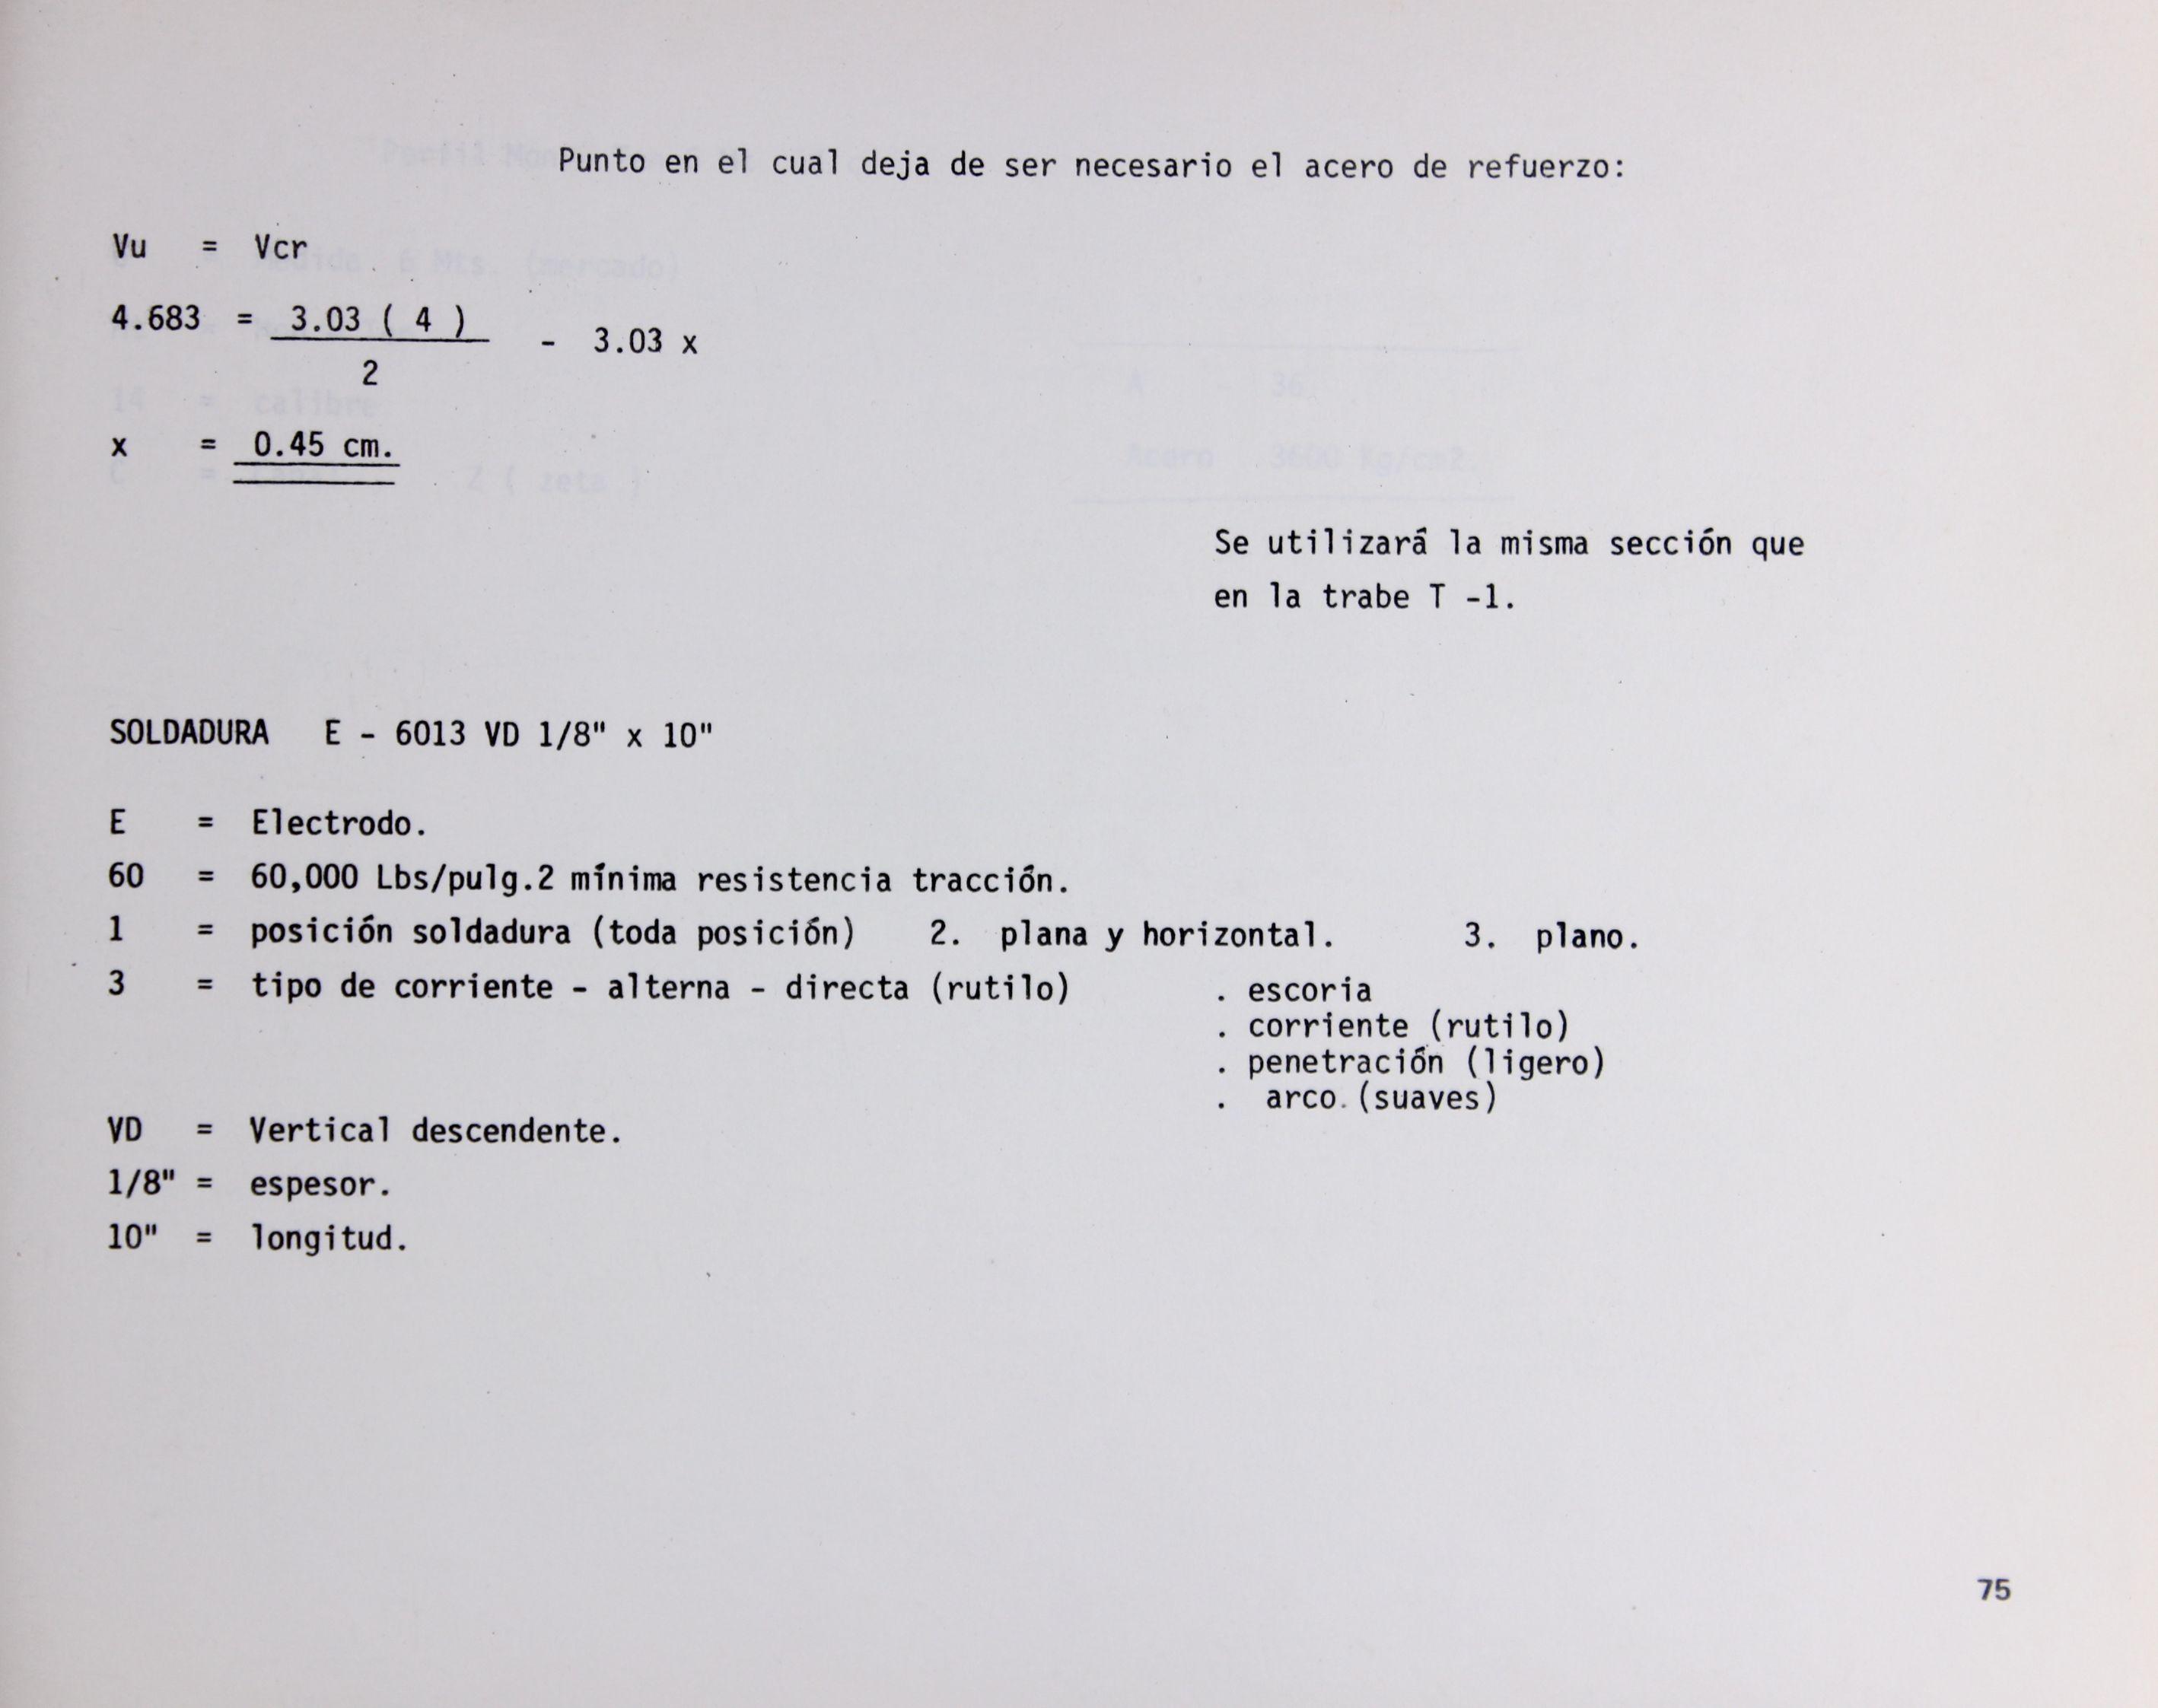 Punto en el cual deja de ser necesario el acero de refuerzo:
Vu = Vcr
4.683 = 3.03 ( 4 ) - 3.03 x
2
x = 0.45 cm.
Se utilizará la misma sección que
en la trabe T -1.
SOLDADURA E - 6013 VD 1/8" x 10"
E = Electrodo.
60 = 60,000 Lbs/pulg.2 mínima resistencia tracción.
1 = posición soldadura (toda posición) 2. plana y horizontal. 3. plano.
3 = tipo de corriente - alterna - directa (rutilo) . escoria
. corriente (rutilo)
. penetración (ligero)
. arco.(suaves)
VD = Vertical descendente.
1/8" = espesor.
10" = longitud.
75